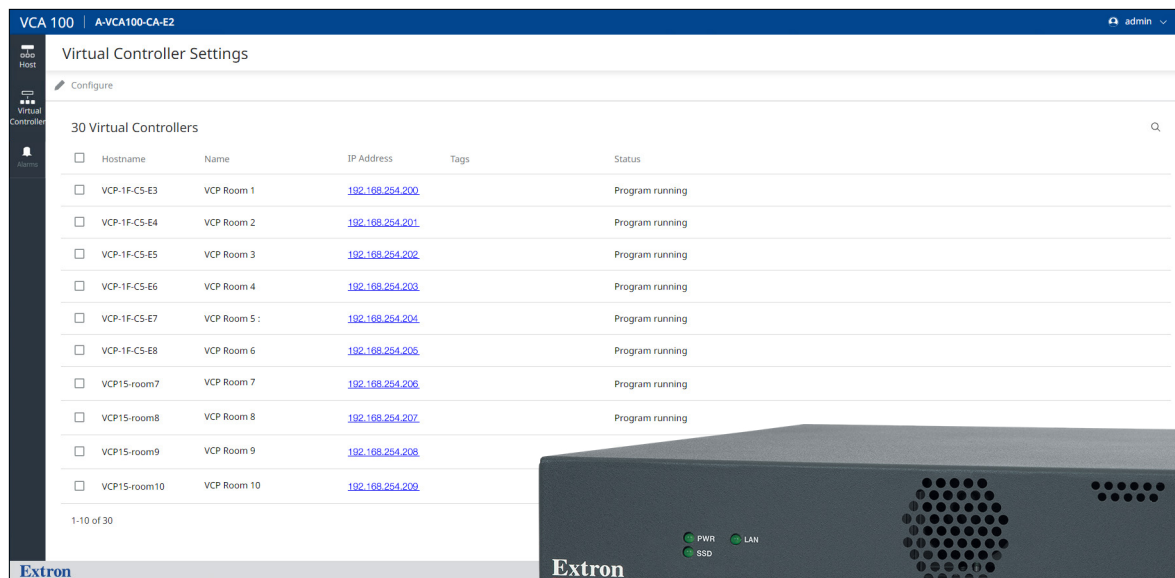 VCA 100 | A-VCA100-CA-E2 admin
Host
Virtual Controller Settings
Configure
Virtual
Controller
30 Virtual Controllers
Alarms
Hostname Name IP Address Tags Status
VCP-1F-C5-E3 VCP Room 1 192.168.254.200 Program running
VCP-1F-C5-E4 VCP Room 2 192.168.254.201 Program running
VCP-1F-C5-E5 VCP Room 3 192.168.254.202 Program running
VCP-1F-C5-E6 VCP Room 4 192.168.254.203 Program running
VCP-1F-C5-E7 VCP Room 5 : 192.168.254.204 Program running
VCP-1F-C5-E8 VCP Room 6 192.168.254.205 Program running
VCP15-room7 VCP Room 7 192.168.254.206 Program running
VCP15-room8 VCP Room 8 192.168.254.207 Program running
VCP15-room9 VCP Room 9 192.168.254.208
VCP15-room10 VCP Room 10 192.168.254.209
1-10 of 30
PWR LAN
SSD
Extron Extron